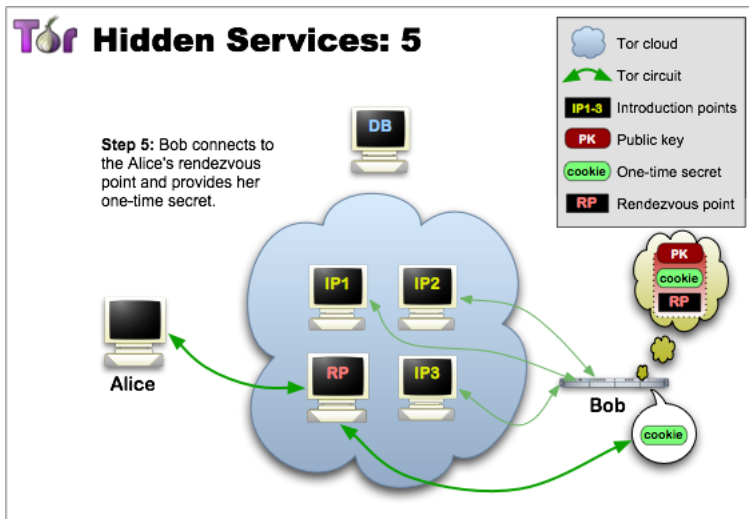 Tor Hidden Services: 5
Tor cloud
Tor circuit
IP1-3 Introduction points
PK Public key
cookie One-time secret
RP Rendezvous point
DB
Step 5: Bob connects to
the Alice's rendezvous
point and provides her
one-time secret.
PK
cookie
RP
IP1
IP2
RP
IP3
Alice
Bob
cookie